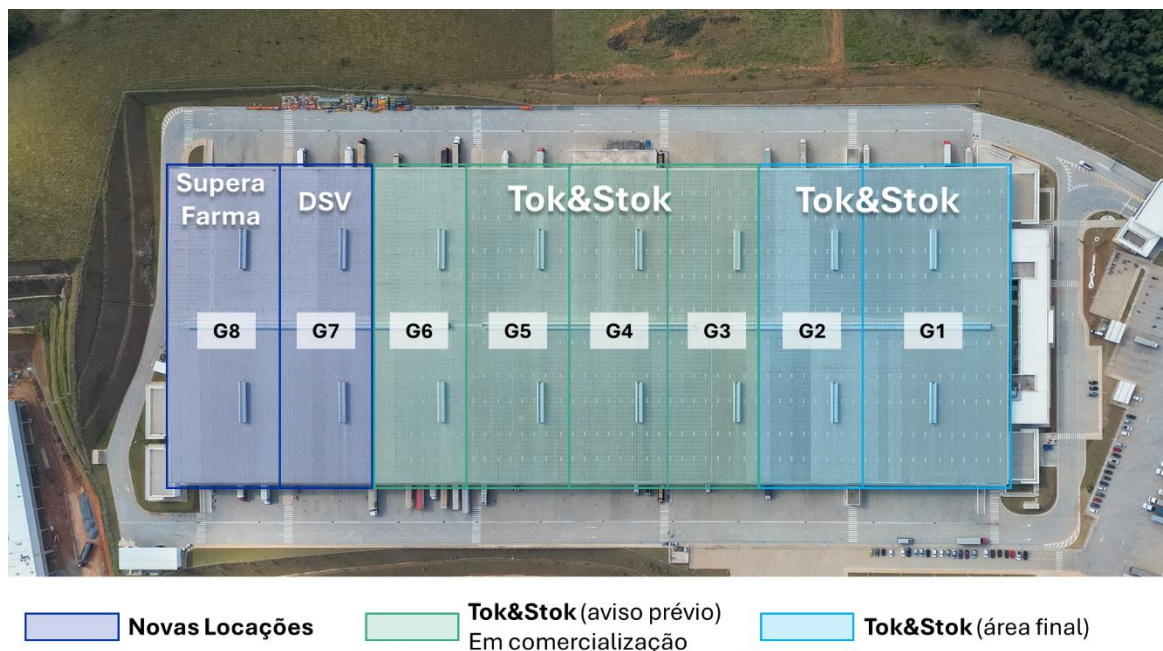 Supera
Farma
DSV
Tok&Stok
Tok&Stok
G8
G7
G6
G5
G4
G3
G2
G1
Novas Locações
Tok&Stok (aviso prévio)
Em comercialização
Tok&Stok (área final)